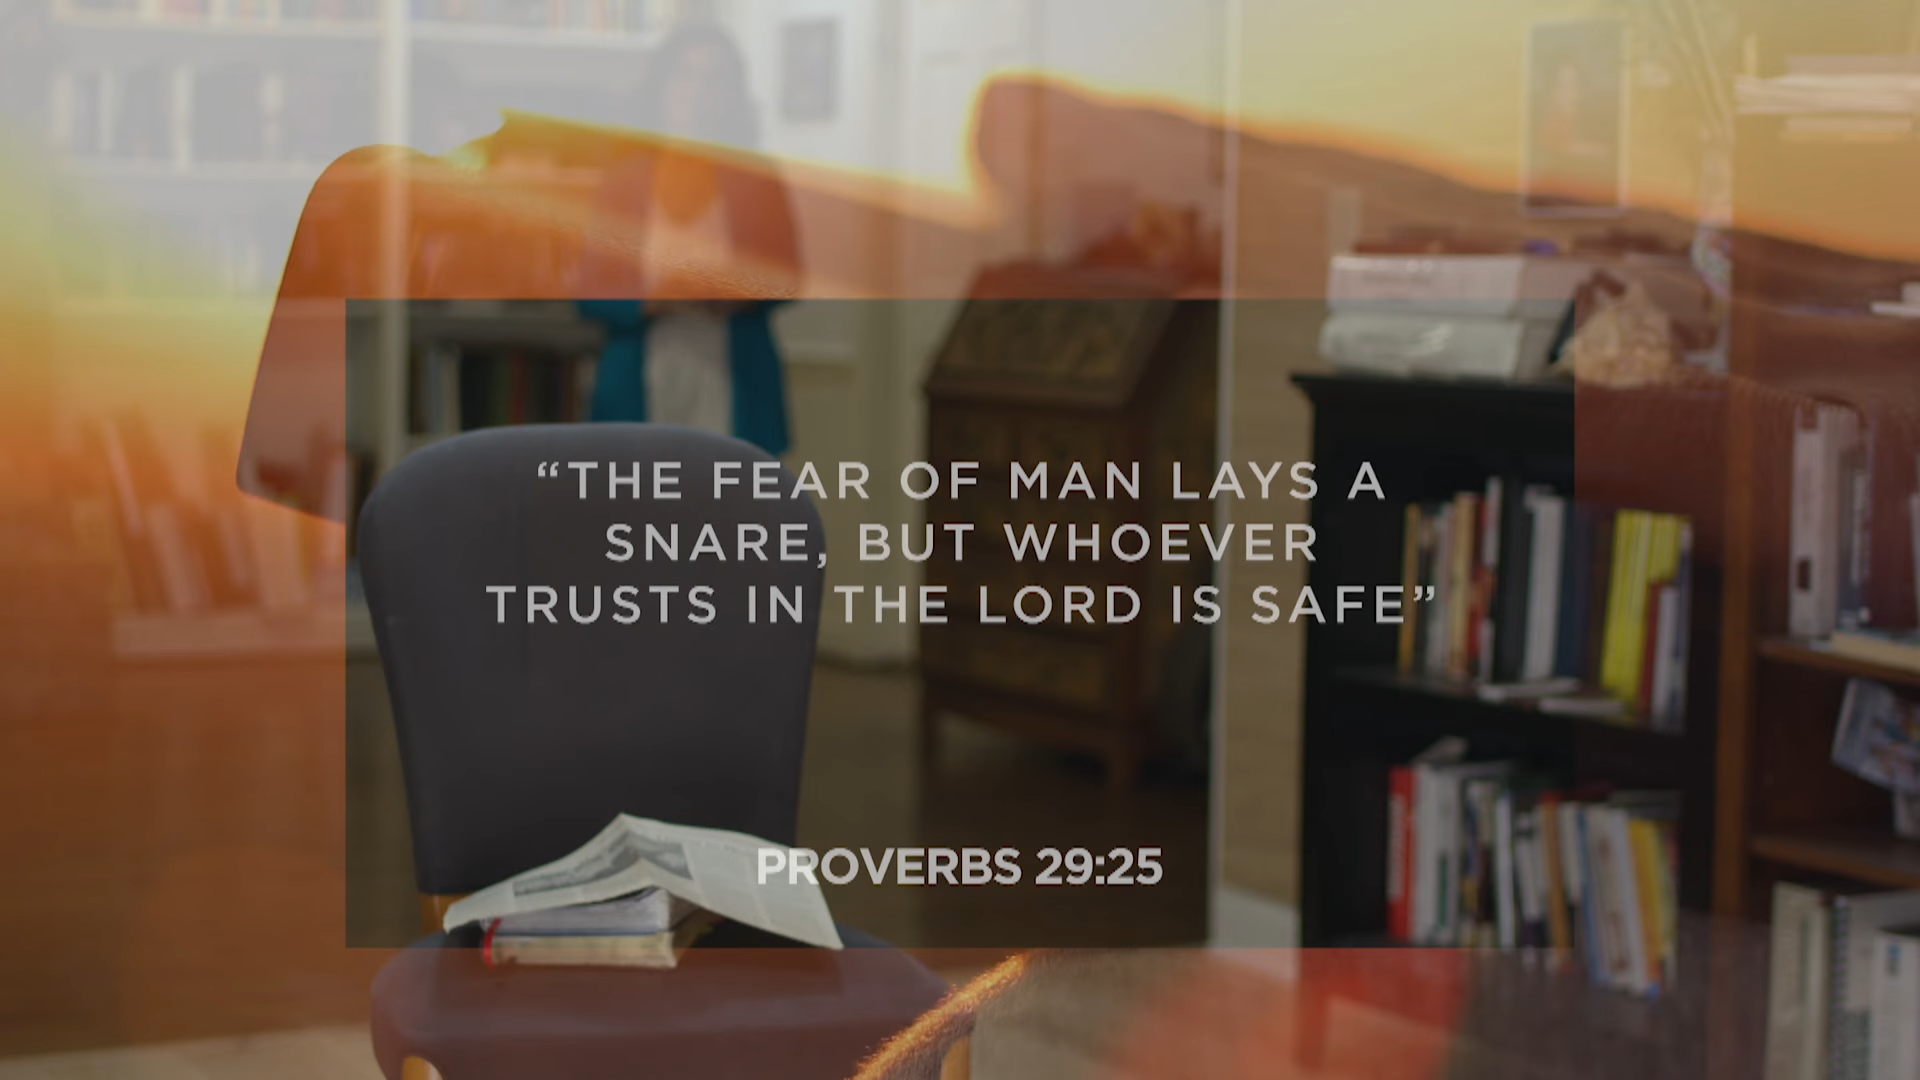 “THE FEAR OF MAN LAYS A
SNARE, BUT WHOEVER
TRUSTS IN THE LORD IS SAFE”
PROVERBS 29:25